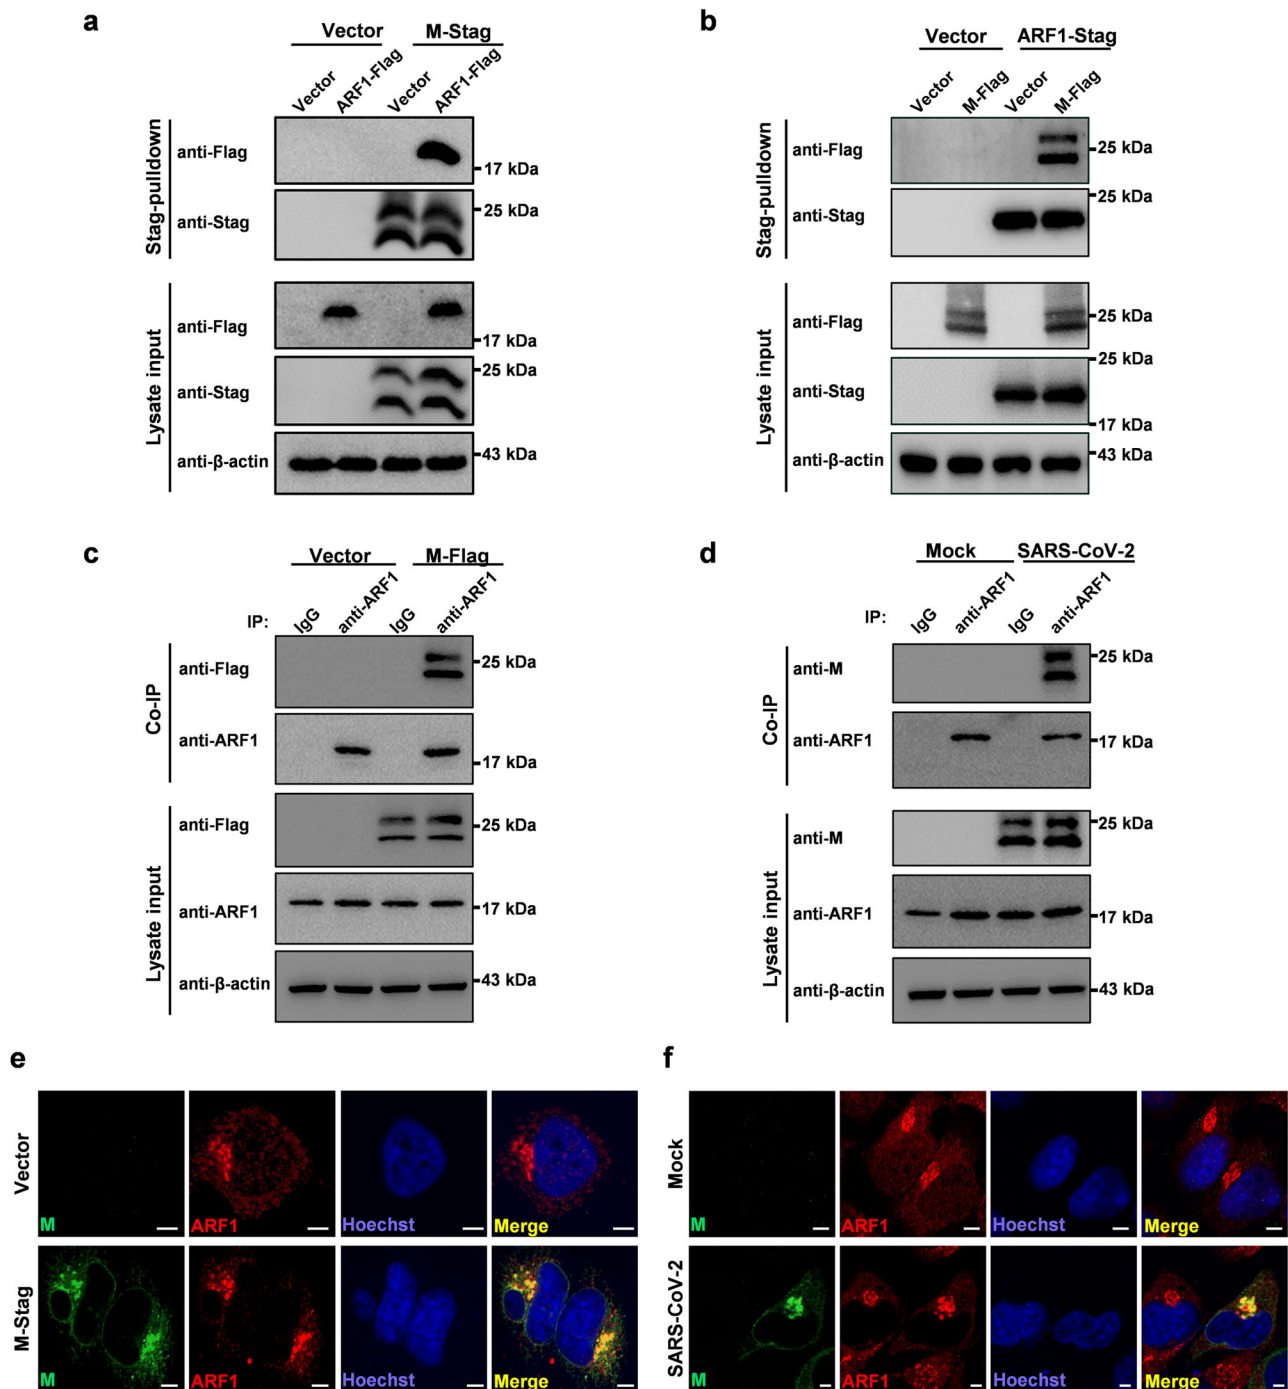 a
Vector M-Stag
Vector ARF1-Flag Vector ARF1-Flag
Stag-pulldown
anti-Flag
17 kDa
anti-Stag
25 kDa
Lysate input
anti-Flag
17 kDa
anti-Stag
25 kDa
anti-β-actin
43 kDa
b
Vector ARF1-Stag
Vector M-Flag Vector M-Flag
Stag-pulldown
anti-Flag
25 kDa
anti-Stag
25 kDa
Lysate input
anti-Flag
25 kDa
anti-Stag
25 kDa
17 kDa
anti-β-actin
43 kDa
c
Vector M-Flag
IP: IgG anti-ARF1 IgG anti-ARF1
Co-IP
anti-Flag
25 kDa
anti-ARF1
17 kDa
Lysate input
anti-Flag
25 kDa
anti-ARF1
17 kDa
anti-β-actin
43 kDa
d
Mock SARS-CoV-2
IP: IgG anti-ARF1 IgG anti-ARF1
Co-IP
anti-M
25 kDa
anti-ARF1
17 kDa
Lysate input
anti-M
25 kDa
anti-ARF1
17 kDa
anti-β-actin
43 kDa
e
Vector
M ARF1 Hoechst Merge
M-Stag
M ARF1 Hoechst Merge
f
Mock
M ARF1 Hoechst Merge
SARS-CoV-2
M ARF1 Hoechst Merge